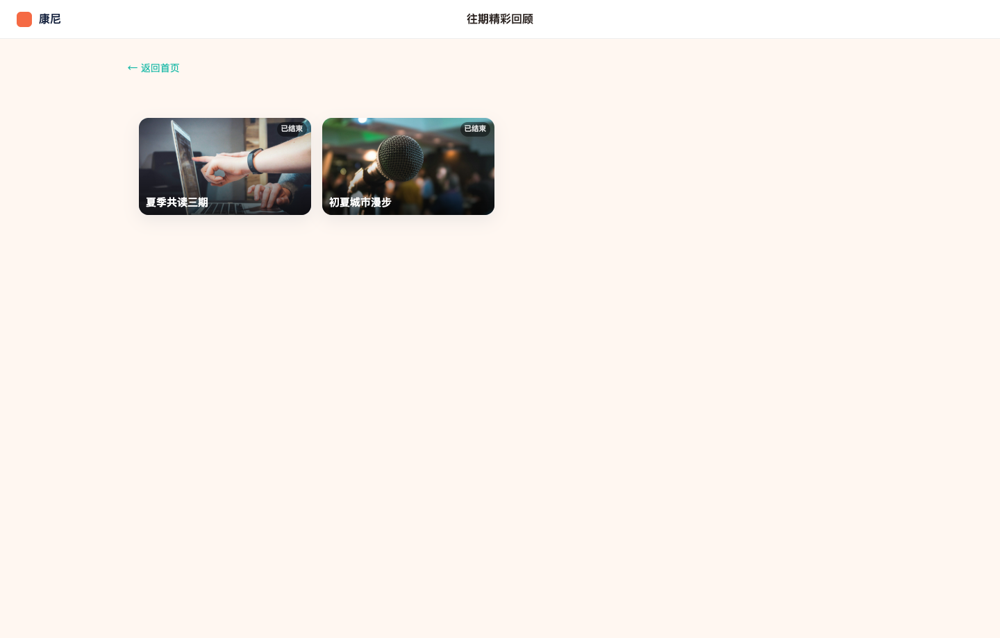 康尼
往期精彩回顾
← 返回首页
已结束
夏季共读三期
已结束
初夏城市漫步